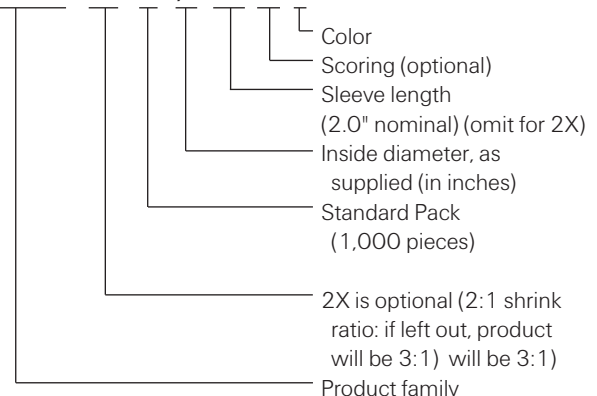 Color
Scoring (optional)
Sleeve length
(2.0" nominal) (omit for 2X)
Inside diameter, as
supplied (in inches)
Standard Pack
(1,000 pieces)
2X is optional (2:1 shrink
ratio: if left out, product
will be 3:1) will be 3:1)
Product family